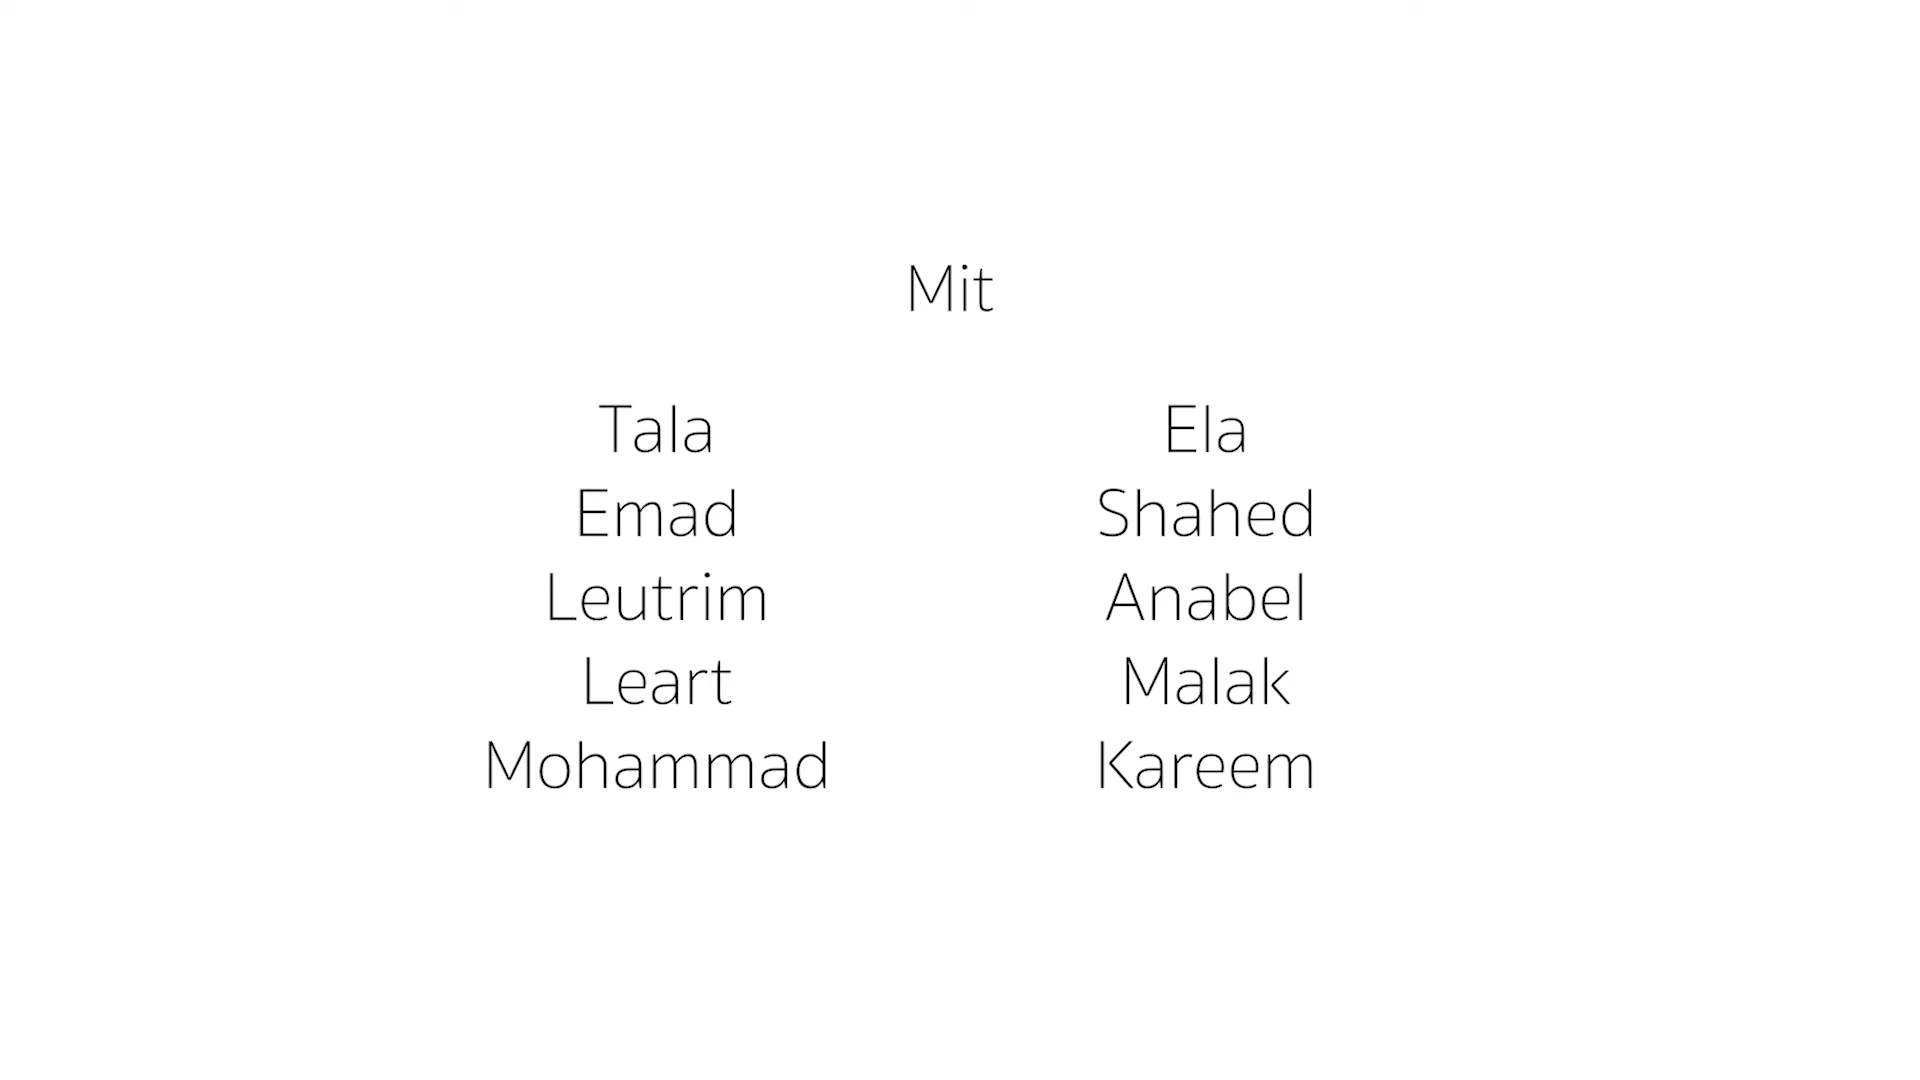 Mit
Tala
Emad
Leutrim
Leart
Mohammad
Ela
Shahed
Anabel
Malak
Kareem